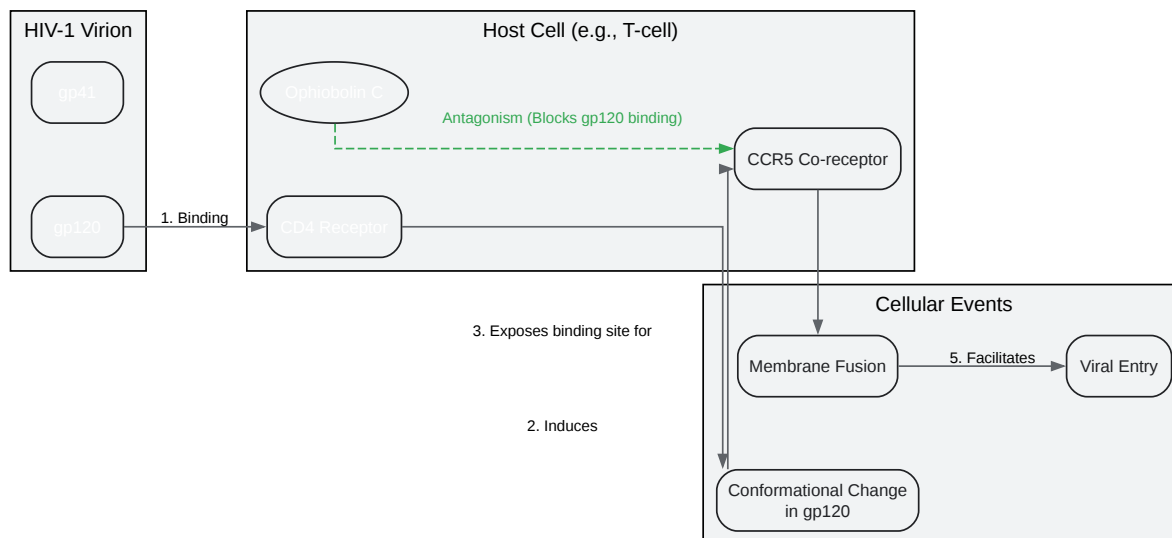 HIV-1 Virion
gp41
gp120
1. Binding
Host Cell (e.g., T-cell)
Ophiobolin C
Antagonism (Blocks gp120 binding)
CCR5 Co-receptor
CD4 Receptor
3. Exposes binding site for
2. Induces
Cellular Events
Membrane Fusion
5. Facilitates
Viral Entry
Conformational Change
in gp120